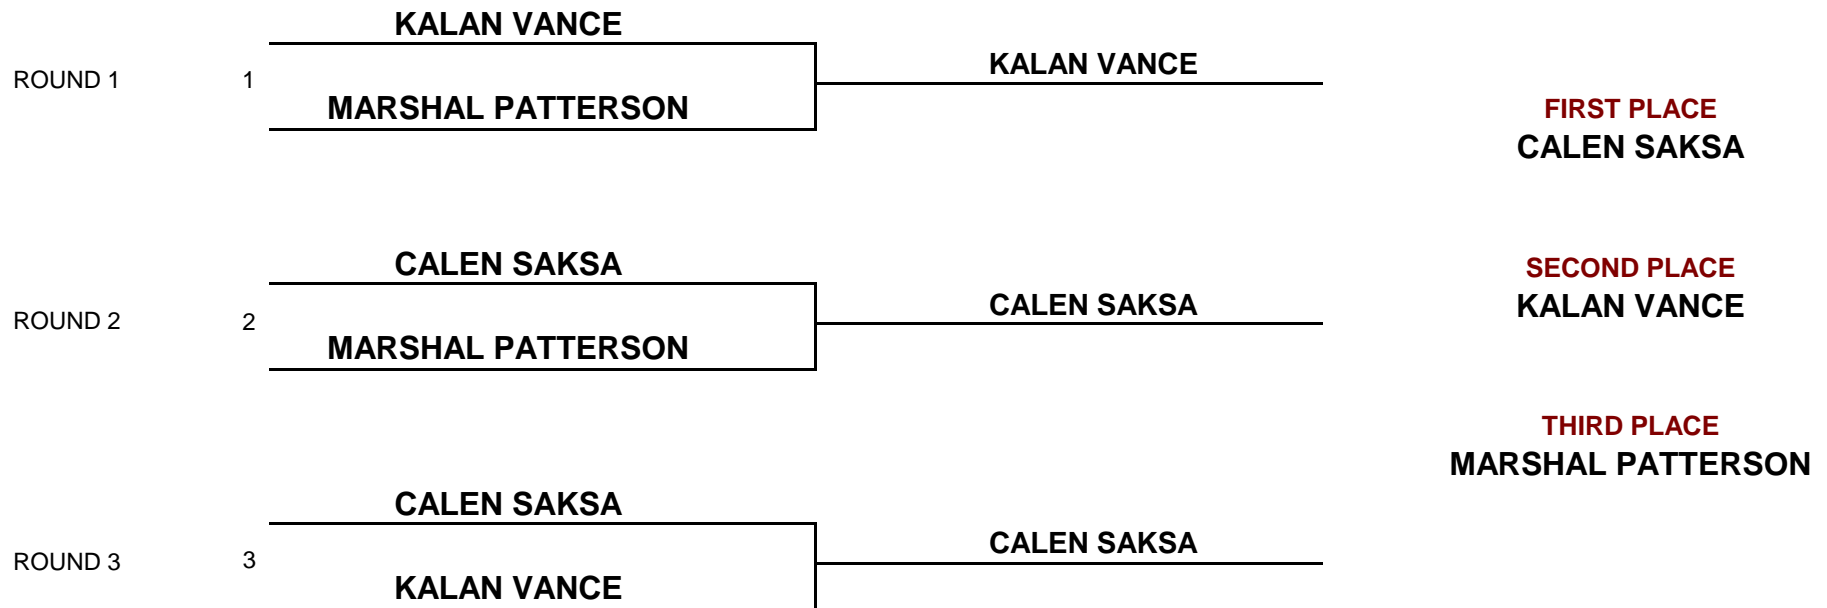 KALAN VANCE
ROUND 1 1 KALAN VANCE
MARSHAL PATTERSON
FIRST PLACE
CALEN SAKSA
CALEN SAKSA
ROUND 2 2 CALEN SAKSA
MARSHAL PATTERSON
SECOND PLACE
KALAN VANCE
THIRD PLACE
MARSHAL PATTERSON
CALEN SAKSA
ROUND 3 3 CALEN SAKSA
KALAN VANCE